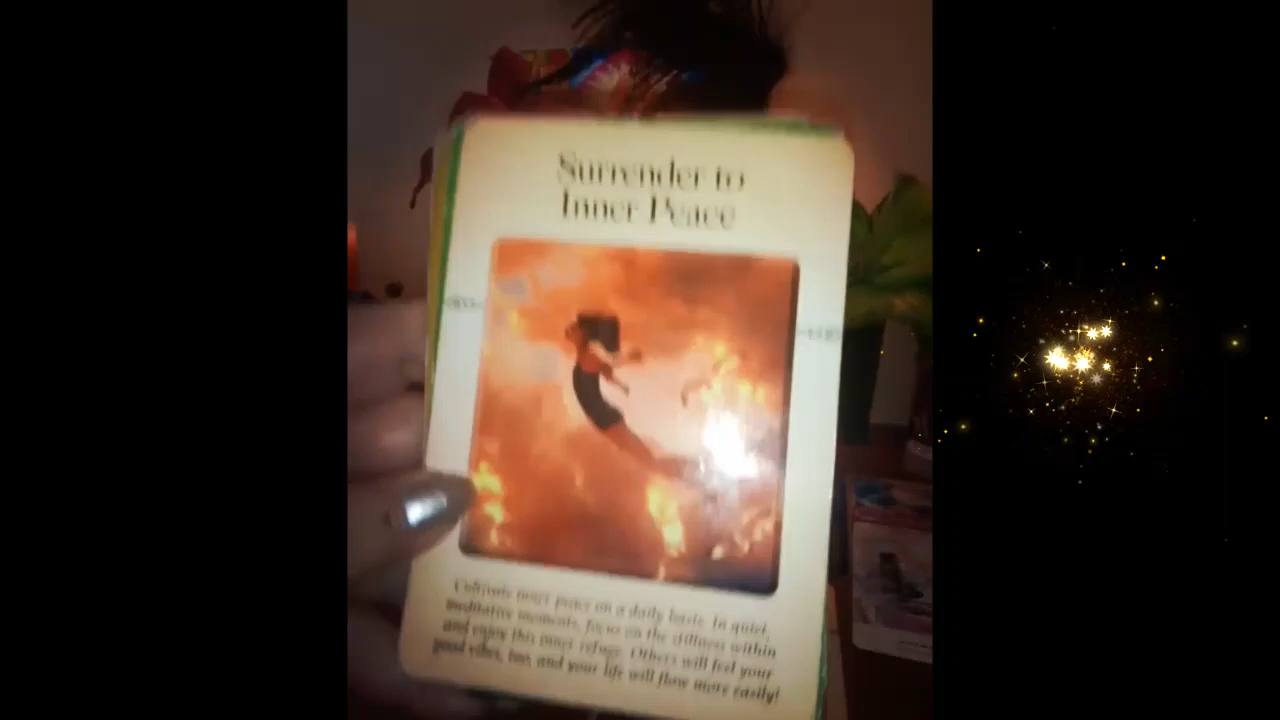 Surrender to
Inner Peace
Cultivate inner peace on a daily basis. In quiet,
meditative moments, focus on the stillness within
and enjoy this inner refuge. Others will feel your
good vibes, too, and your life will flow more easily!